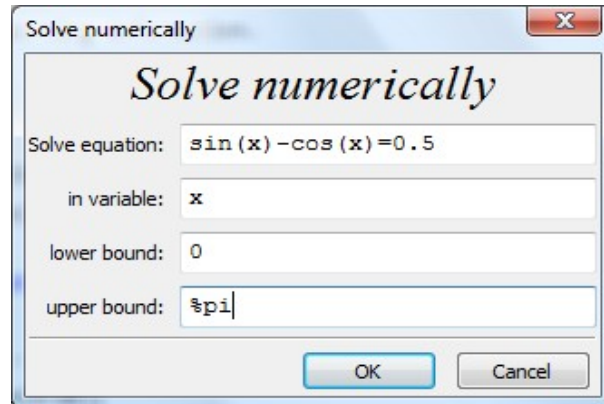 Solve numerically
Solve numerically
Solve equation: sin(x)-cos(x)=0.5
in variable: x
lower bound: 0
upper bound: %pi
OK Cancel